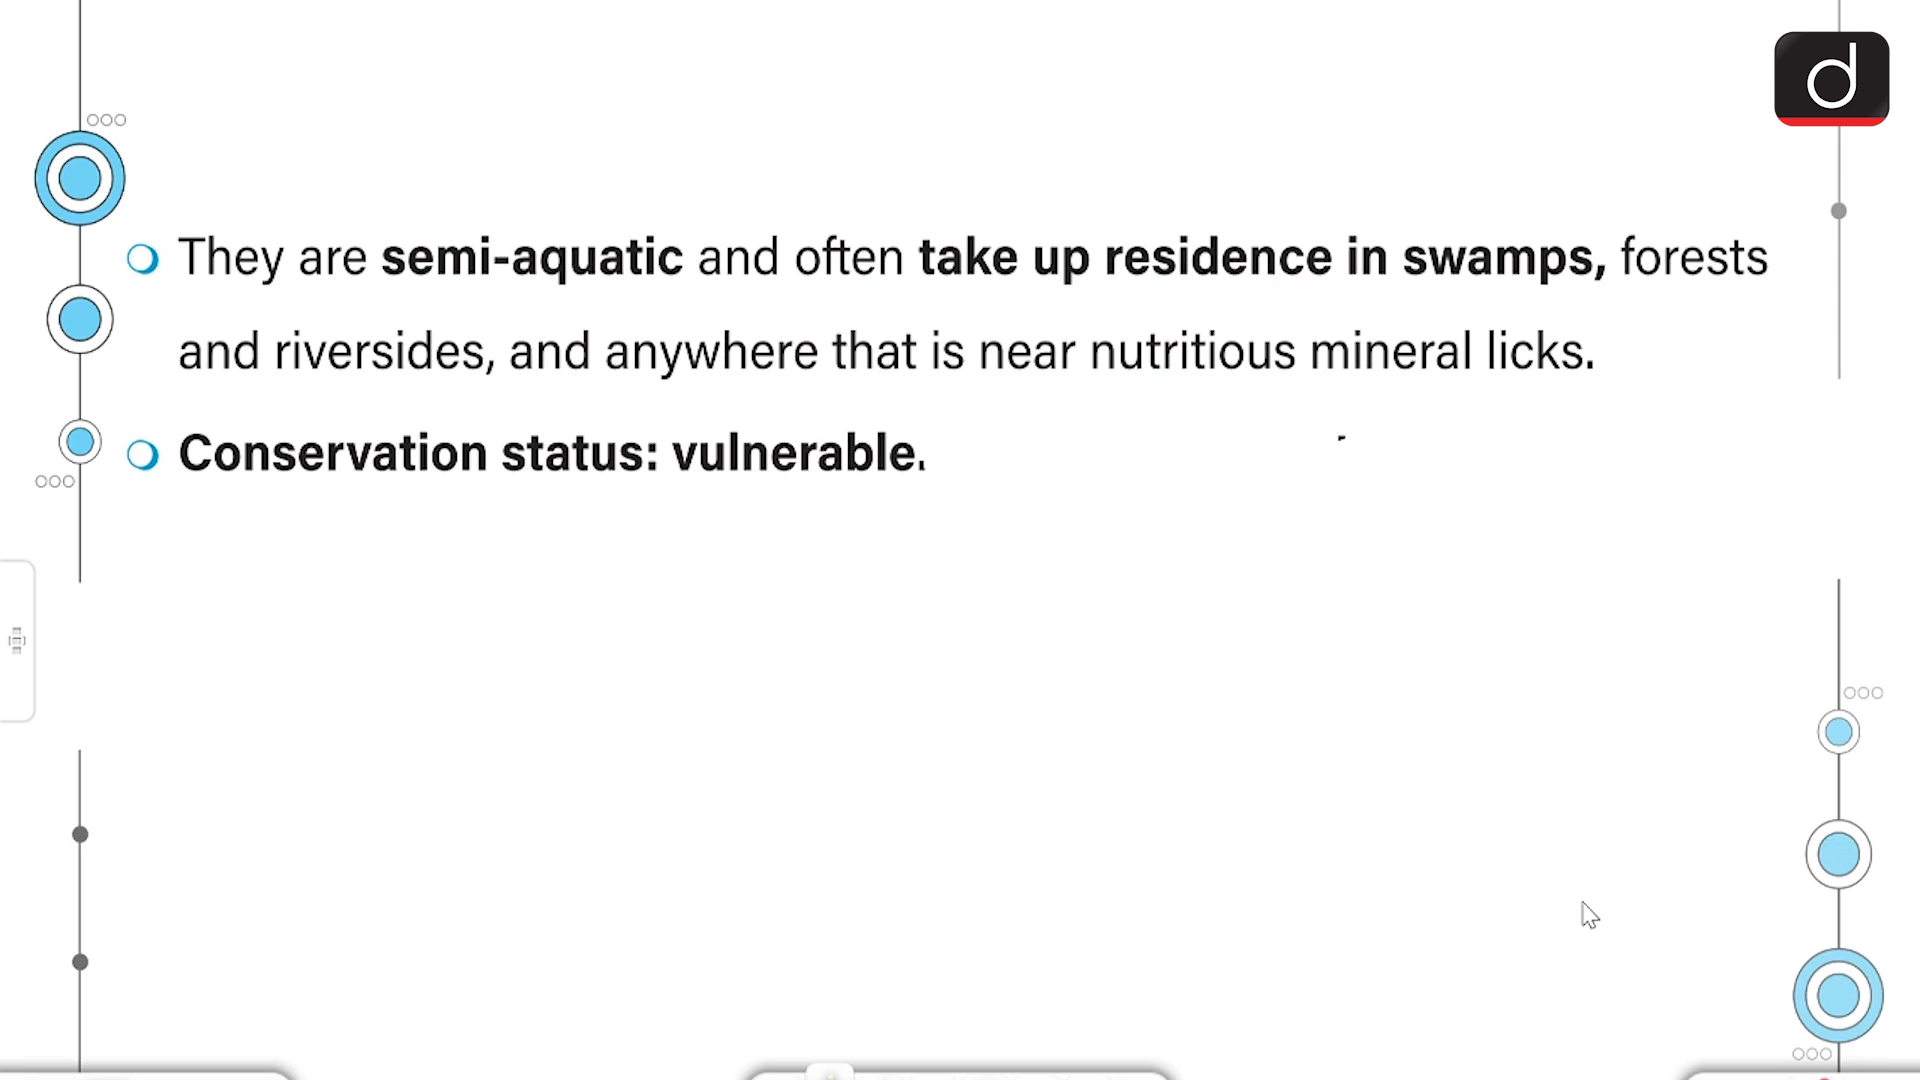 d
They are semi-aquatic and often take up residence in swamps, forests
and riversides, and anywhere that is near nutritious mineral licks.
Conservation status: vulnerable.